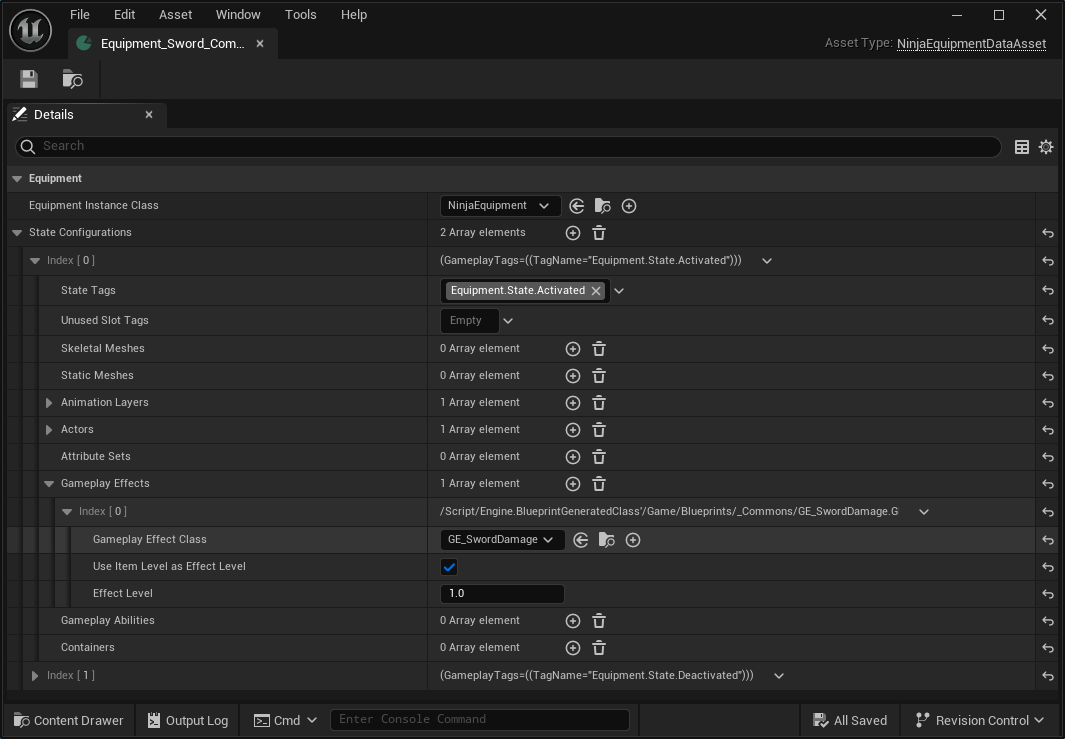 File Edit Asset Window Tools Help
Equipment_Sword_Com...
Asset Type: NinjaEquipmentDataAsset
Details
Search
Equipment
Equipment Instance Class NinjaEquipment
State Configurations 2 Array elements
Index [ 0 ] (GameplayTags=((TagName="Equipment.State.Activated")))
State Tags Equipment.State.Activated
Unused Slot Tags Empty
Skeletal Meshes 0 Array element
Static Meshes 0 Array element
Animation Layers 1 Array element
Actors 1 Array element
Attribute Sets 0 Array element
Gameplay Effects 1 Array element
Index [ 0 ] /Script/Engine.BlueprintGeneratedClass'/Game/Blueprints/_Commons/GE_SwordDamage.G
Gameplay Effect Class GE_SwordDamage
Use Item Level as Effect Level
Effect Level 1.0
Gameplay Abilities 0 Array element
Containers 0 Array element
Index [ 1 ] (GameplayTags=((TagName="Equipment.State.Deactivated")))
Content Drawer Output Log Cmd Enter Console Command All Saved Revision Control